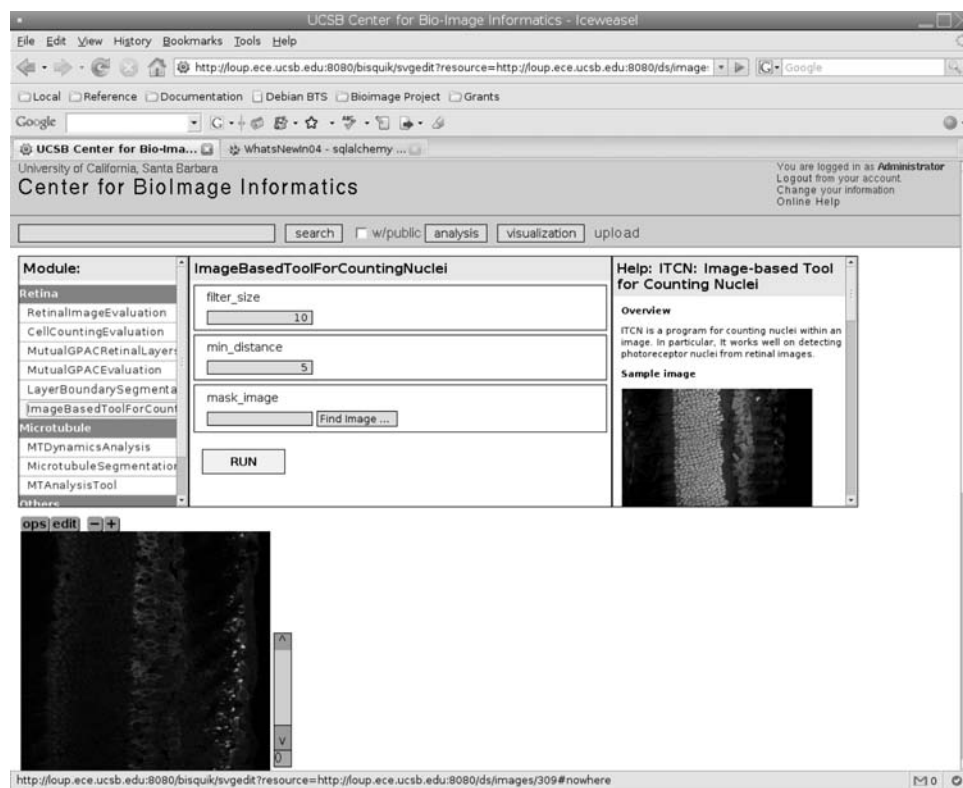 UCSB Center for Bio-Image Informatics - Iceweasel
File Edit View History Bookmarks Tools Help
http://loup.ece.ucsb.edu:8080/bisquik/svgedit?resource=http://loup.ece.ucsb.edu:8080/ds/image: Google
Local Reference Documentation Debian BTS Bioimage Project Grants
Google
UCSB Center for Bio-Ima... WhatsNewIn04 - sqlalchemy ...
University of California, Santa Barbara
Center for BioImage Informatics
You are logged in as Administrator
Logout from your account
Change your information
Online Help
search w/public analysis visualization upload
Module:
Retina
RetinalImageEvaluation
CellCountingEvaluation
MutualGPACRetinalLayers
MutualGPACEvaluation
LayerBoundarySegmenta
ImageBasedToolForCount
Microtubule
MTDynamicsAnalysis
MicrotubuleSegmentation
MTAnalysisTool
Others
ImageBasedToolForCountingNuclei
filter_size
10
min_distance
5
mask_image
Find Image ...
RUN
Help: ITCN: Image-based Tool
for Counting Nuclei
Overview
ITCN is a program for counting nuclei within an
image. In particular, It works well on detecting
photoreceptor nuclei from retinal images.
Sample image
ops edit − +
^
v
0
http://loup.ece.ucsb.edu:8080/bisquik/svgedit?resource=http://loup.ece.ucsb.edu:8080/ds/images/309#nowhere
0